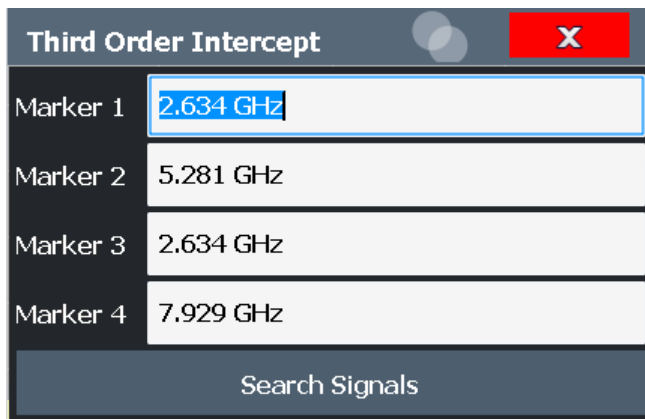 Third Order Intercept X
Marker 1 2.634 GHz
Marker 2 5.281 GHz
Marker 3 2.634 GHz
Marker 4 7.929 GHz
Search Signals